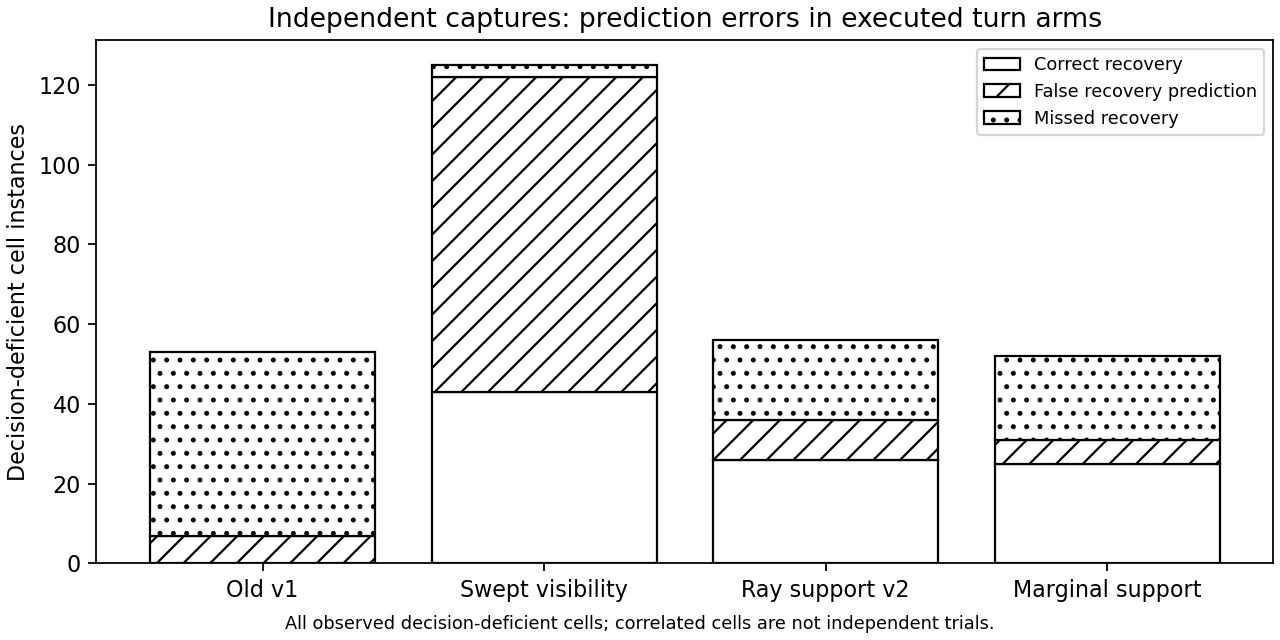 Independent captures: prediction errors in executed turn arms
Correct recovery
False recovery prediction
Missed recovery
Decision-deficient cell instances
120
100
80
60
40
20
0
Old v1
Swept visibility
Ray support v2
Marginal support
All observed decision-deficient cells; correlated cells are not independent trials.